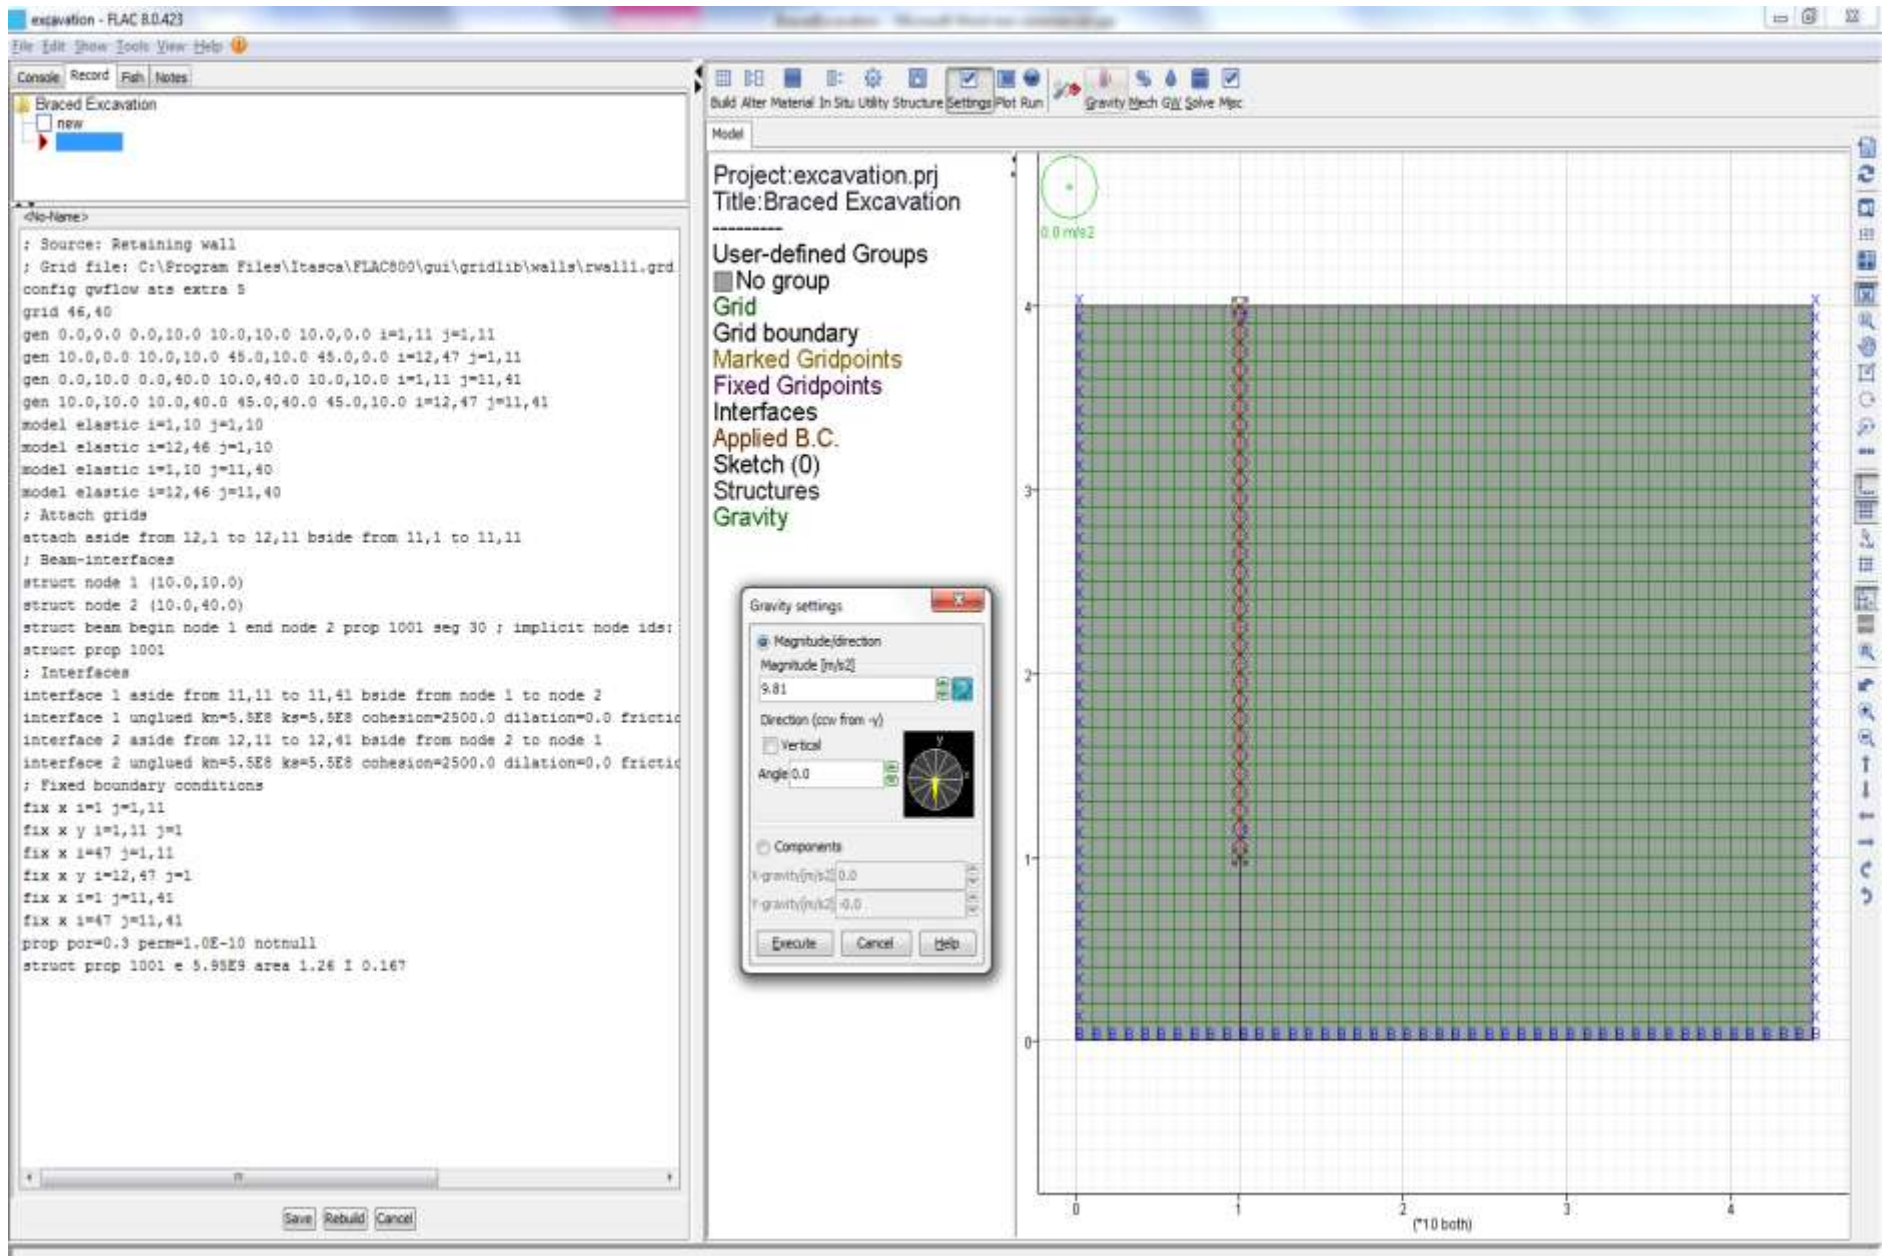 excavation - FLAC 8.0.423
File Edit Show Tools View Help
Console Record Fish Notes
Braced Excavation
new
<No-Name>
; Source: Retaining wall
; Grid file: C:\Program Files\Itasca\FLAC800\gui\gridlib\walls\rwall1.grd
config gwflow ats extra 5
grid 46,40
gen 0.0,0.0 0.0,10.0 10.0,10.0 10.0,0.0 i=1,11 j=1,11
gen 10.0,0.0 10.0,10.0 45.0,10.0 45.0,0.0 i=12,47 j=1,11
gen 0.0,10.0 0.0,40.0 10.0,40.0 10.0,10.0 i=1,11 j=11,41
gen 10.0,10.0 10.0,40.0 45.0,40.0 45.0,10.0 i=12,47 j=11,41
model elastic i=1,10 j=1,10
model elastic i=12,46 j=1,10
model elastic i=1,10 j=11,40
model elastic i=12,46 j=11,40
; Attach grids
attach aside from 12,1 to 12,11 bside from 11,1 to 11,11
; Beam-interfaces
struct node 1 (10.0,10.0)
struct node 2 (10.0,40.0)
struct beam begin node 1 end node 2 prop 1001 seg 30 ; implicit node ids:
struct prop 1001
; Interfaces
interface 1 aside from 11,11 to 11,41 bside from node 1 to node 2
interface 1 unglued kn=5.5E8 ks=5.5E8 cohesion=2500.0 dilation=0.0 frictio
interface 2 aside from 12,11 to 12,41 bside from node 2 to node 1
interface 2 unglued kn=5.5E8 ks=5.5E8 cohesion=2500.0 dilation=0.0 frictio
; Fixed boundary conditions
fix x i=1 j=1,11
fix x y i=1,11 j=1
fix x i=47 j=1,11
fix x y i=12,47 j=1
fix x i=1 j=11,41
fix x i=47 j=11,41
prop por=0.3 perm=1.0E-10 notnull
struct prop 1001 e 5.95E9 area 1.26 I 0.167
Save Rebuild Cancel
Build Alter Material In Situ Utility Structure Settings Plot Run Gravity Mech GW Solve Misc
Model
Project:excavation.prj
Title:Braced Excavation
---------
User-defined Groups
No group
Grid
Grid boundary
Marked Gridpoints
Fixed Gridpoints
Interfaces
Applied B.C.
Sketch (0)
Structures
Gravity
Gravity settings
Magnitude/direction
Magnitude [m/s2]
9.81
Direction (ccw from -y)
Vertical
Angle 0.0
y
x
Components
X-gravity[m/s2] 0.0
Y-gravity[m/s2] -0.0
Execute Cancel Help
0.0 m/s2
4
3
2
1
0
0 1 2 3 4
(*10 both)